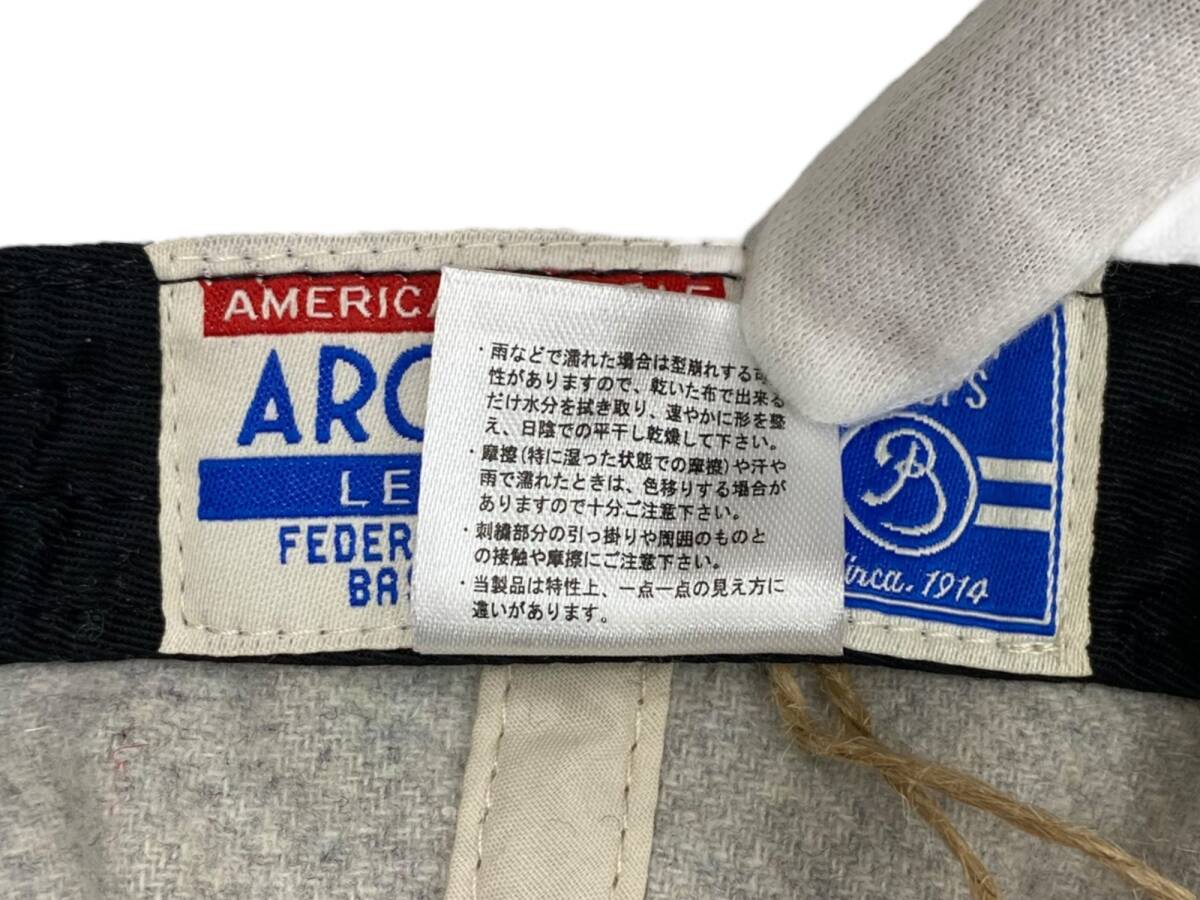 AMERICA
ARC
LE
FEDER
BAS
・雨などで濡れた場合は型崩れする可
性がありますので、乾いた布で出来る
だけ水分を拭き取り、速やかに形を整
え、日陰での平干し乾燥して下さい。
・摩擦(特に湿った状態での摩擦)や汗や
雨で濡れたときは、色移りする場合が
ありますので十分ご注意下さい。
・刺繍部分の引っ掛りや周囲のものと
の接触や摩擦にご注意下さい。
・当製品は特性上、一点一点の見え方に
違いがあります。
B
Circa. 1914